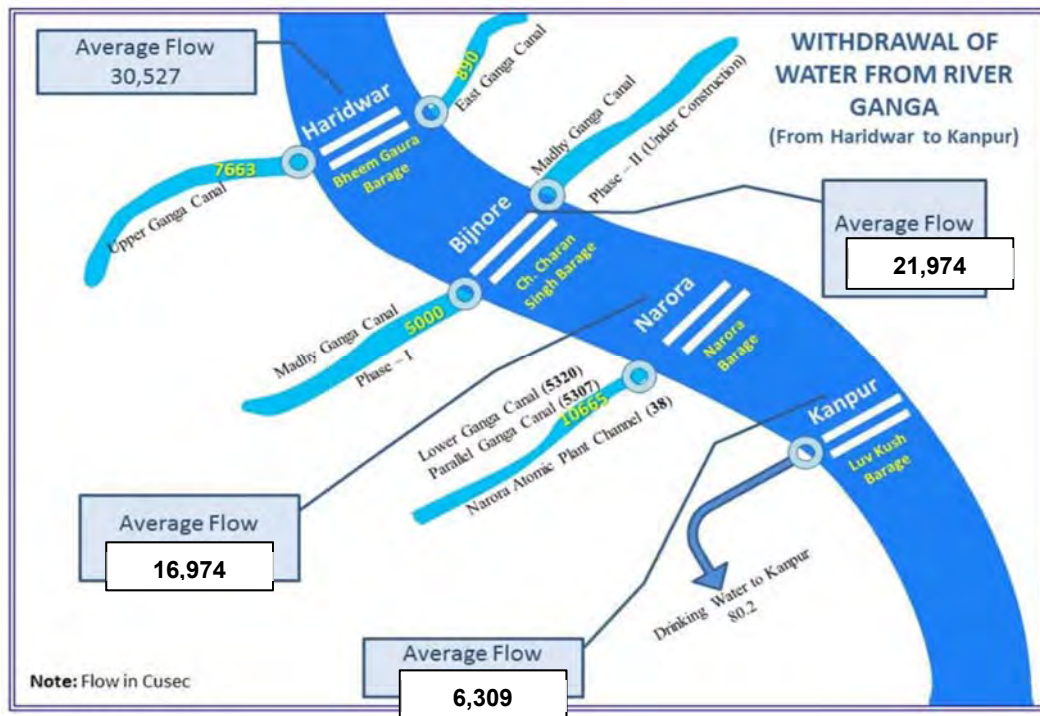 WITHDRAWAL OF
WATER FROM RIVER
GANGA
(From Haridwar to Kanpur)
Average Flow
30,527
890
East Ganga Canal
Haridwar
Bheem Gaura
Barage
7663
Upper Ganga Canal
Madhy Ganga Canal
Phase – II (Under Construction)
Average Flow
21,974
Bijnore
Ch. Charan
Singh Barage
5000
Madhy Ganga Canal
Phase – I
Narora
Narora
Barage
Lower Ganga Canal (5320)
Parallel Ganga Canal (5307)
10665
Narora Atomic Plant Channel (38)
Average Flow
16,974
Kanpur
Luv Kush
Barage
Drinking Water to Kanpur
80.2
Average Flow
6,309
Note: Flow in Cusec